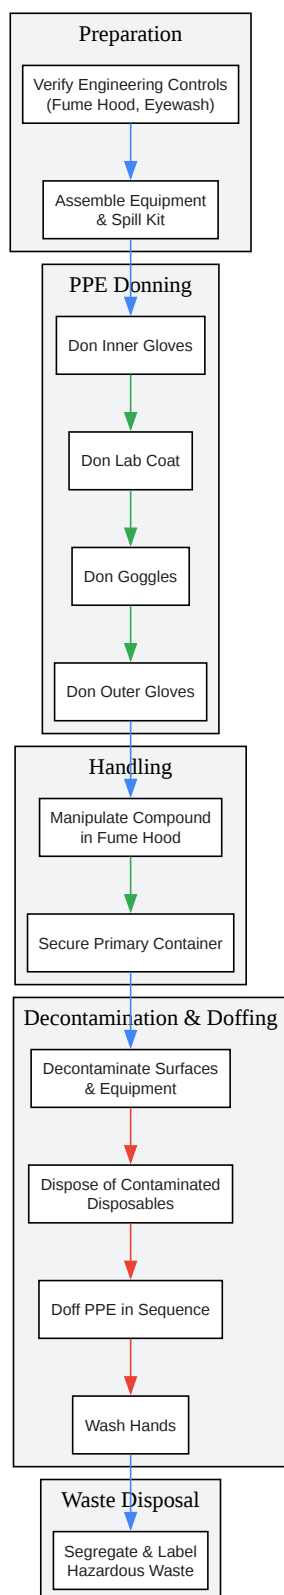 Preparation
Verify Engineering Controls
(Fume Hood, Eyewash)
Assemble Equipment
& Spill Kit
PPE Donning
Don Inner Gloves
Don Lab Coat
Don Goggles
Don Outer Gloves
Handling
Manipulate Compound
in Fume Hood
Secure Primary Container
Decontamination & Doffing
Decontaminate Surfaces
& Equipment
Dispose of Contaminated
Disposables
Doff PPE in Sequence
Wash Hands
Waste Disposal
Segregate & Label
Hazardous Waste